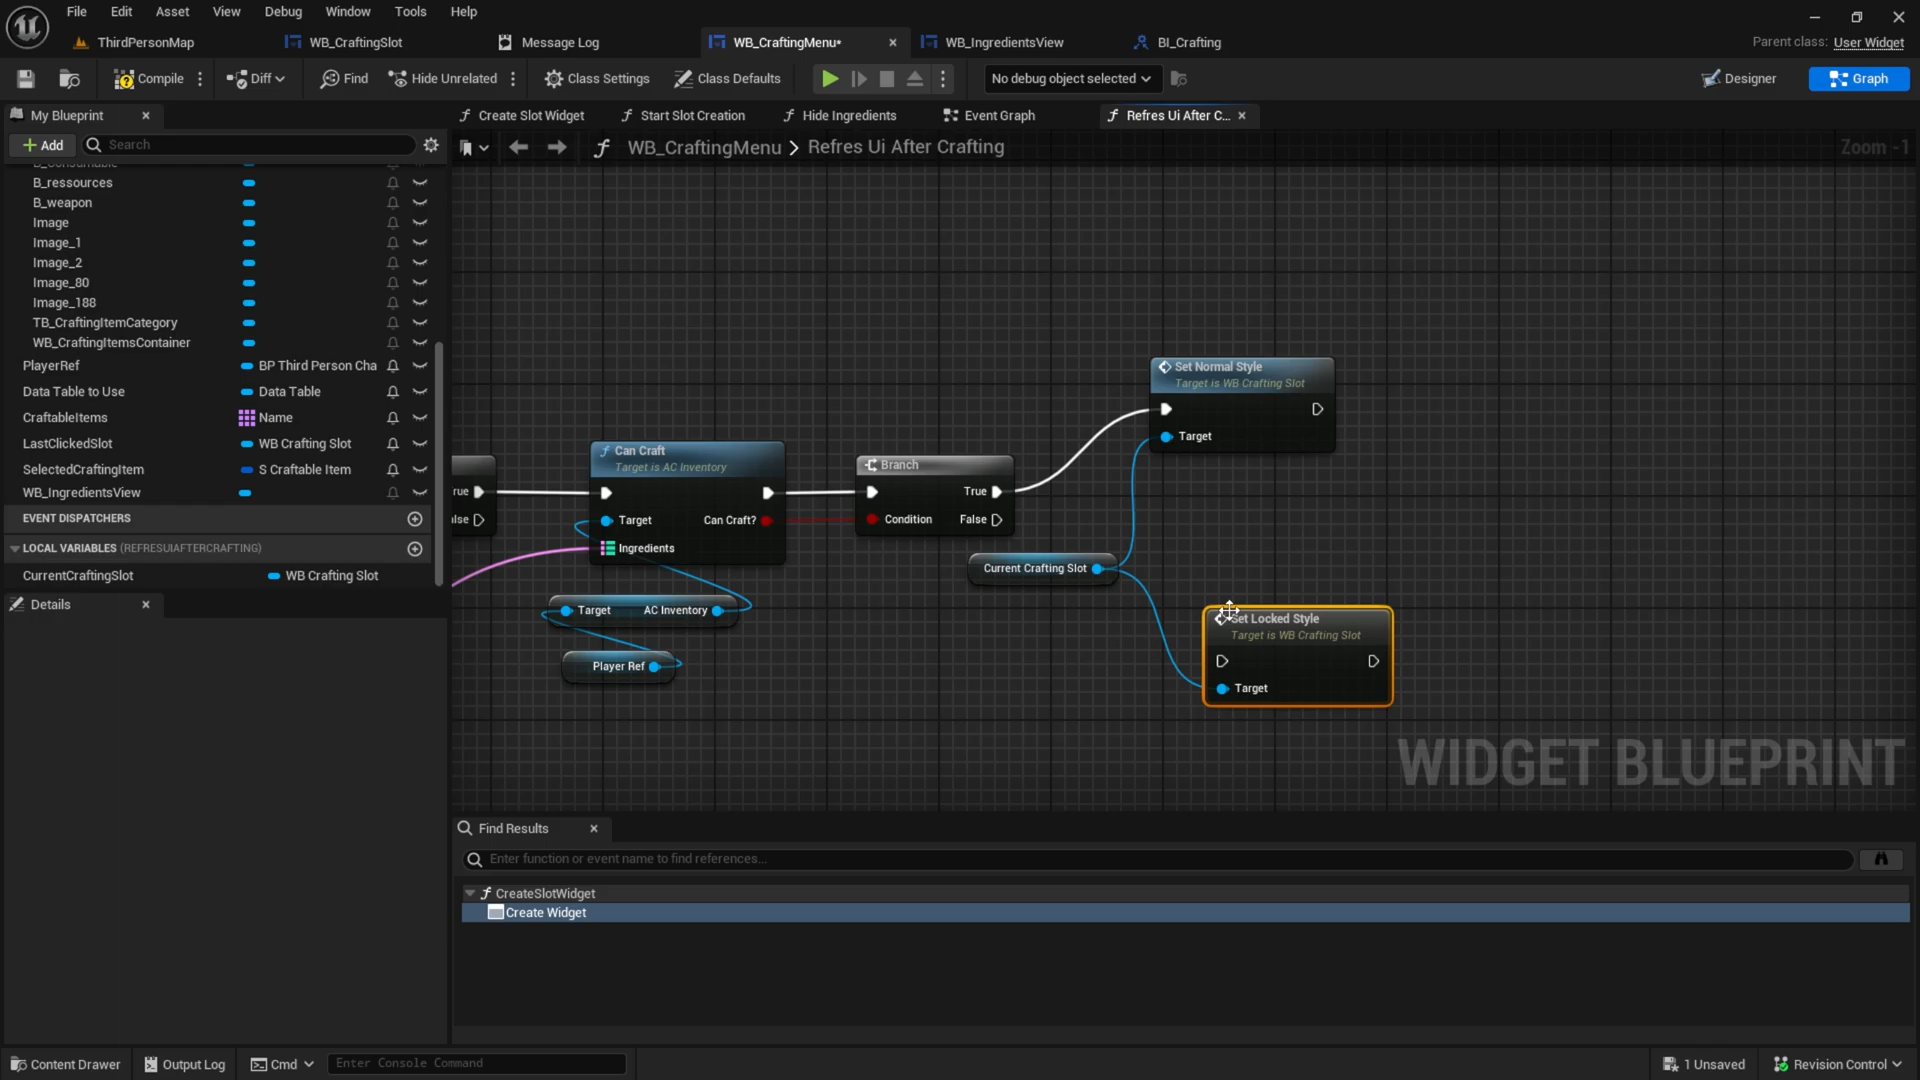 File Edit Asset View Debug Window Tools Help
ThirdPersonMap WB_CraftingSlot Message Log WB_CraftingMenu* WB_IngredientsView BI_Crafting Parent class: User Widget
Compile Diff Find Hide Unrelated Class Settings Class Defaults No debug object selected Designer Graph
My Blueprint Create Slot Widget Start Slot Creation Hide Ingredients Event Graph Refres Ui After C...
Add Search WB_CraftingMenu > Refres Ui After Crafting Zoom -1
B_ressources
B_weapon
Image
Image_1
Image_2
Image_80
Image_188
TB_CraftingItemCategory
WB_CraftingItemsContainer
PlayerRef BP Third Person Cha
Data Table to Use Data Table
CraftableItems Name
LastClickedSlot WB Crafting Slot
SelectedCraftingItem S Craftable Item
WB_IngredientsView
EVENT DISPATCHERS
LOCAL VARIABLES (REFRESUIAFTERCRAFTING)
CurrentCraftingSlot WB Crafting Slot
Details
Set Normal Style
Target is WB Crafting Slot
Target
Can Craft
Target is AC Inventory
Target Can Craft?
Ingredients
Branch
True
Condition False
rue
alse
Current Crafting Slot
Target AC Inventory
Player Ref
Set Locked Style
Target is WB Crafting Slot
Target
WIDGET BLUEPRINT
Find Results
Enter function or event name to find references...
CreateSlotWidget
Create Widget
Content Drawer Output Log Cmd Enter Console Command 1 Unsaved Revision Control